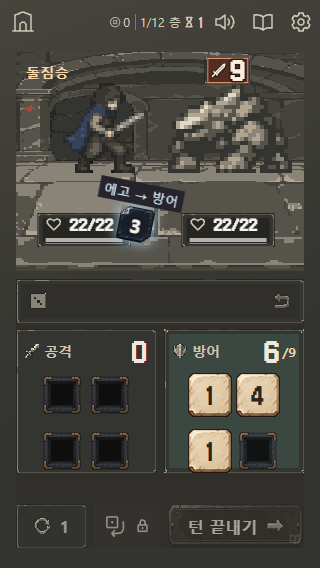 0 1/12 층 1
돌짐승
9
예고 → 방어
22/22 3 22/22
공격 0 방어 6/9
1 4
1
1 턴 끝내기 →